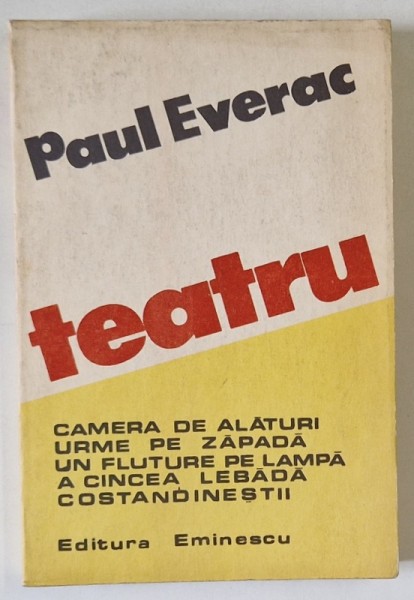 Paul Everac
teatru
CAMERA DE ALĂTURI
URME PE ZĂPADĂ
UN FLUTURE PE LAMPĂ
A CINCEA LEBĂDĂ
COSTANDINEȘTII
Editura Eminescu